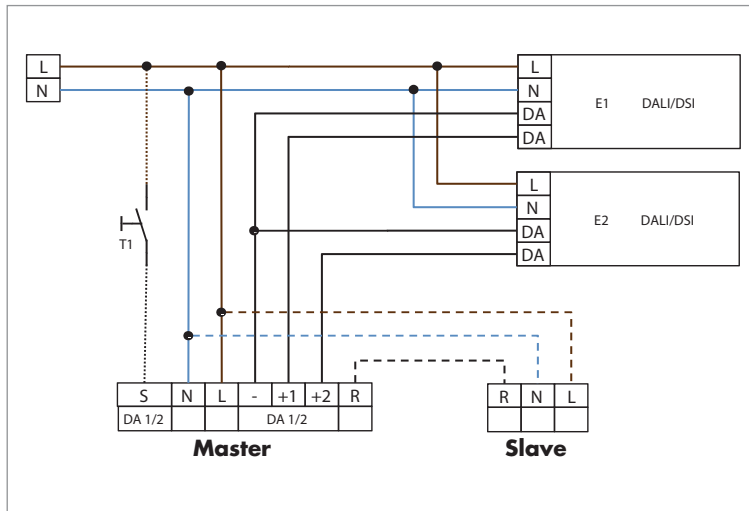 L
N
L
N
DA
DA
E1 DALI/DSI
L
N
DA
DA
E2 DALI/DSI
T1
S N L - +1 +2 R
DA 1/2 DA 1/2
Master
R N L
Slave